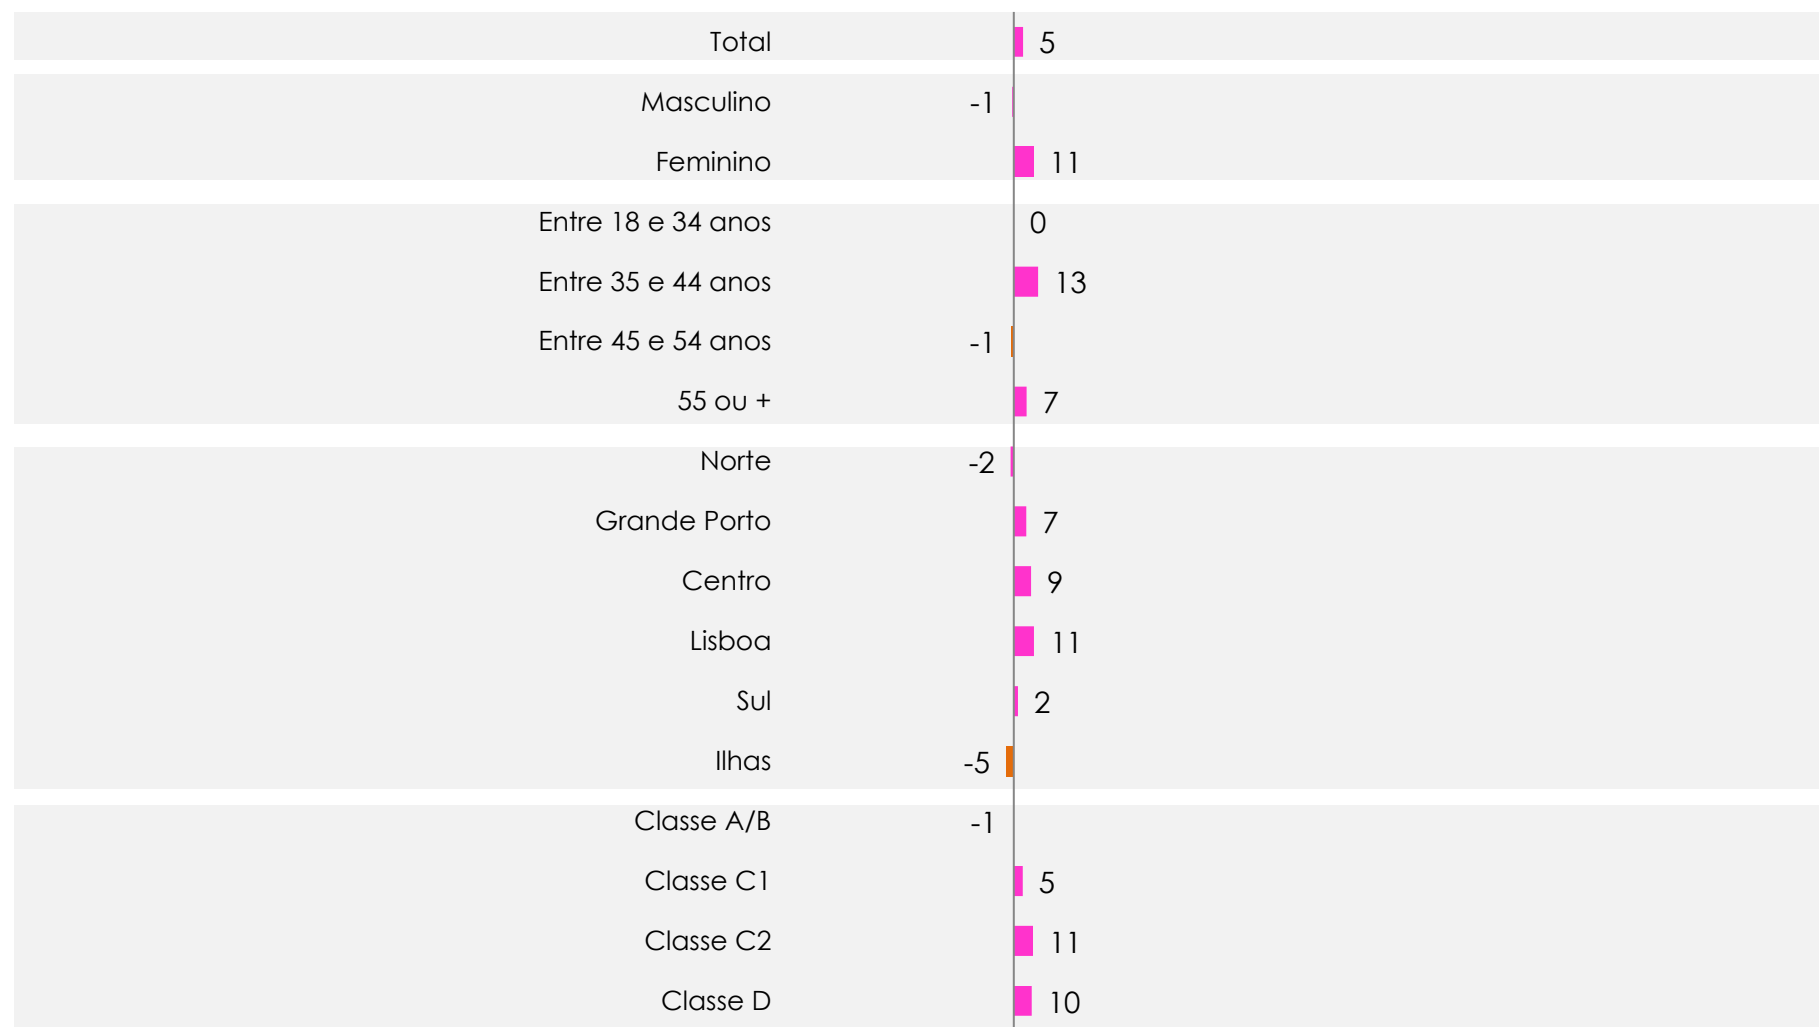 Total 5
Masculino -1
Feminino 11
Entre 18 e 34 anos 0
Entre 35 e 44 anos 13
Entre 45 e 54 anos -1
55 ou + 7
Norte -2
Grande Porto 7
Centro 9
Lisboa 11
Sul 2
Ilhas -5
Classe A/B -1
Classe C1 5
Classe C2 11
Classe D 10